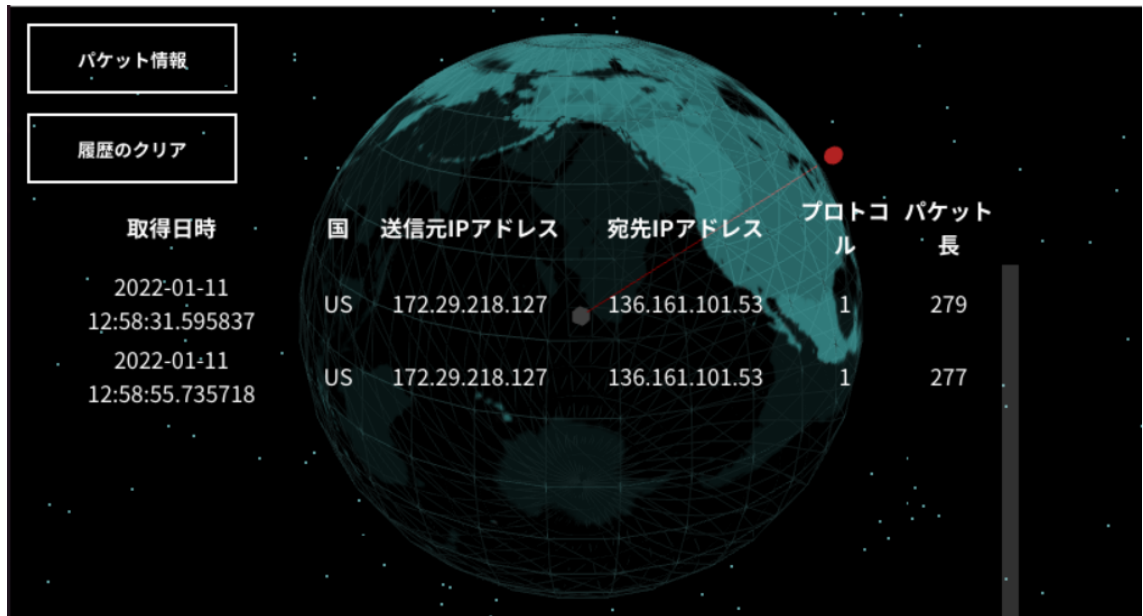 パケット情報
履歴のクリア
取得日時 国 送信元IPアドレス 宛先IPアドレス プロトコル パケット長
2022-01-11 12:58:31.595837 US 172.29.218.127 136.161.101.53 1 279
2022-01-11 12:58:55.735718 US 172.29.218.127 136.161.101.53 1 277